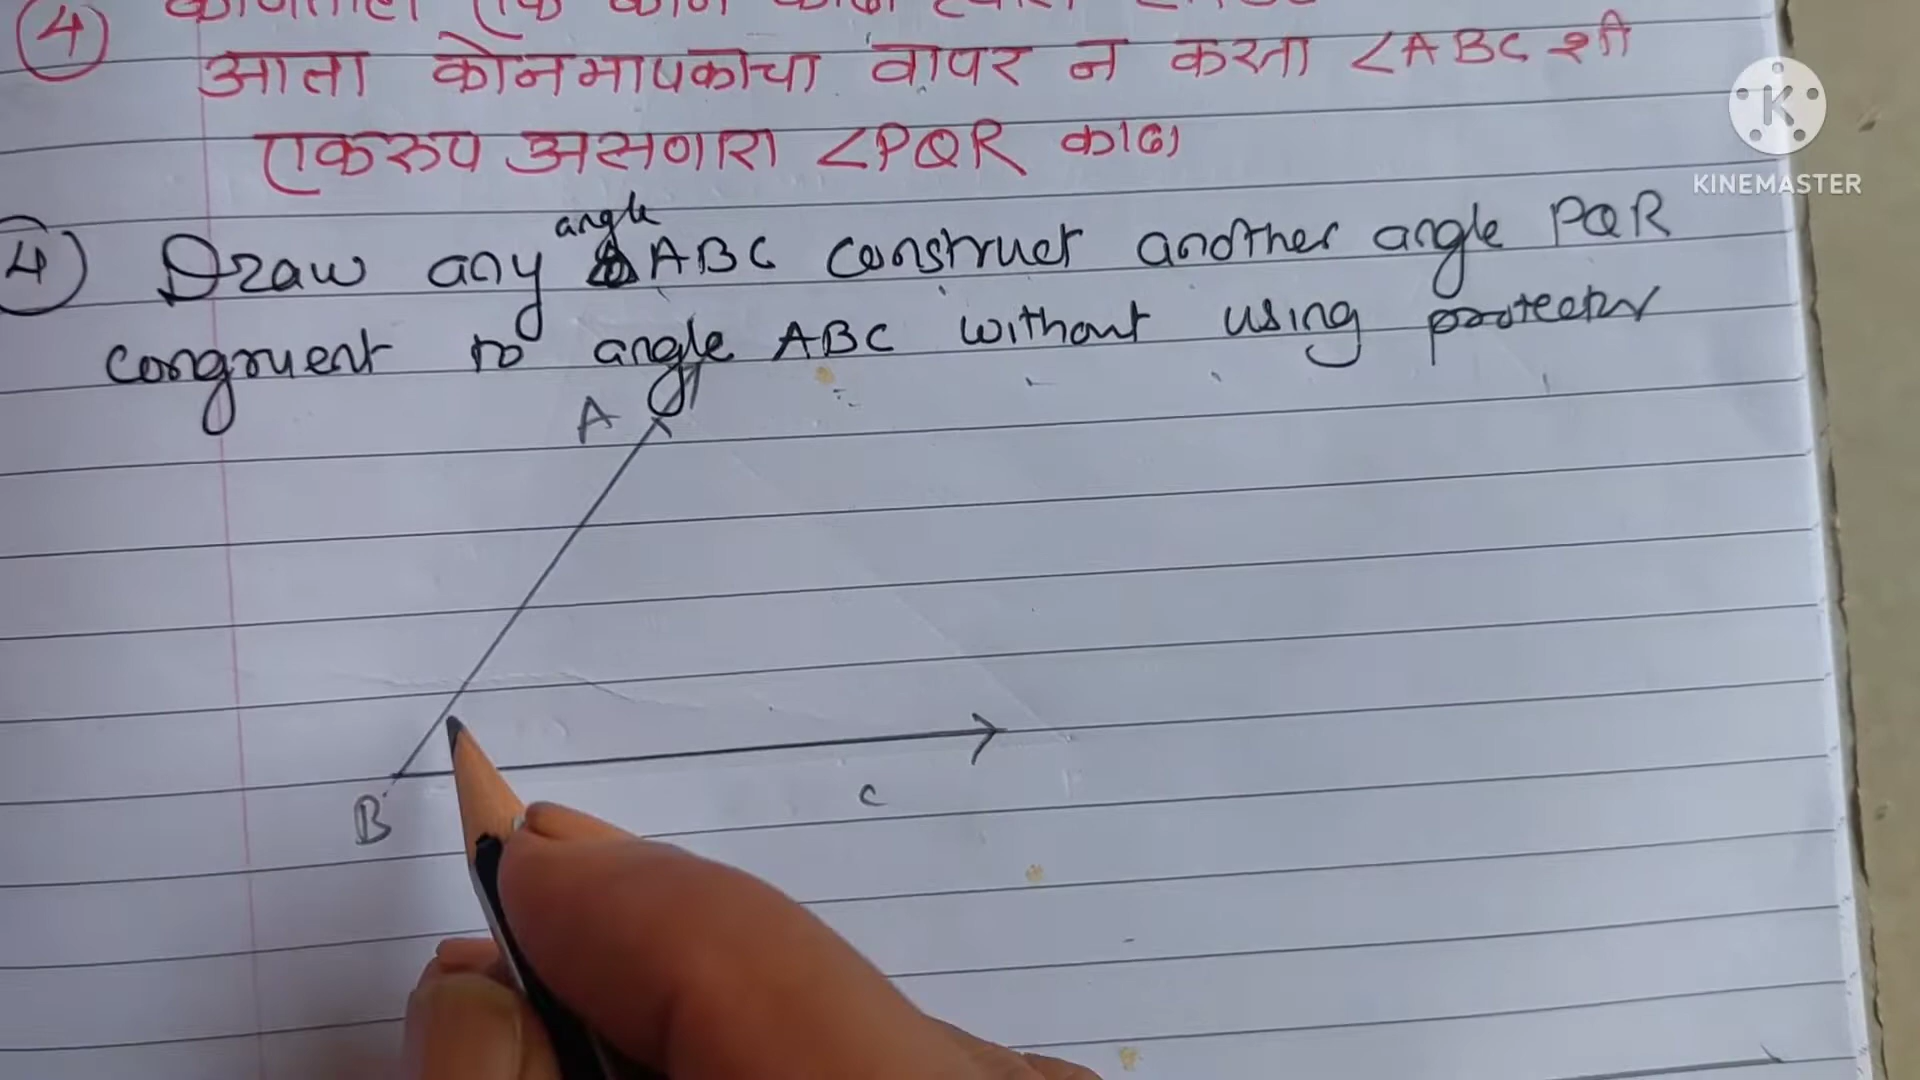 ④
आता कोनमापकाचा वापर न करता ∠ABC शी
एकरुप असणारा ∠PQR काढा
K
KINEMASTER
④ Draw any angle ABC construct another angle PQR
congruent to angle ABC without using protector
A
B
C